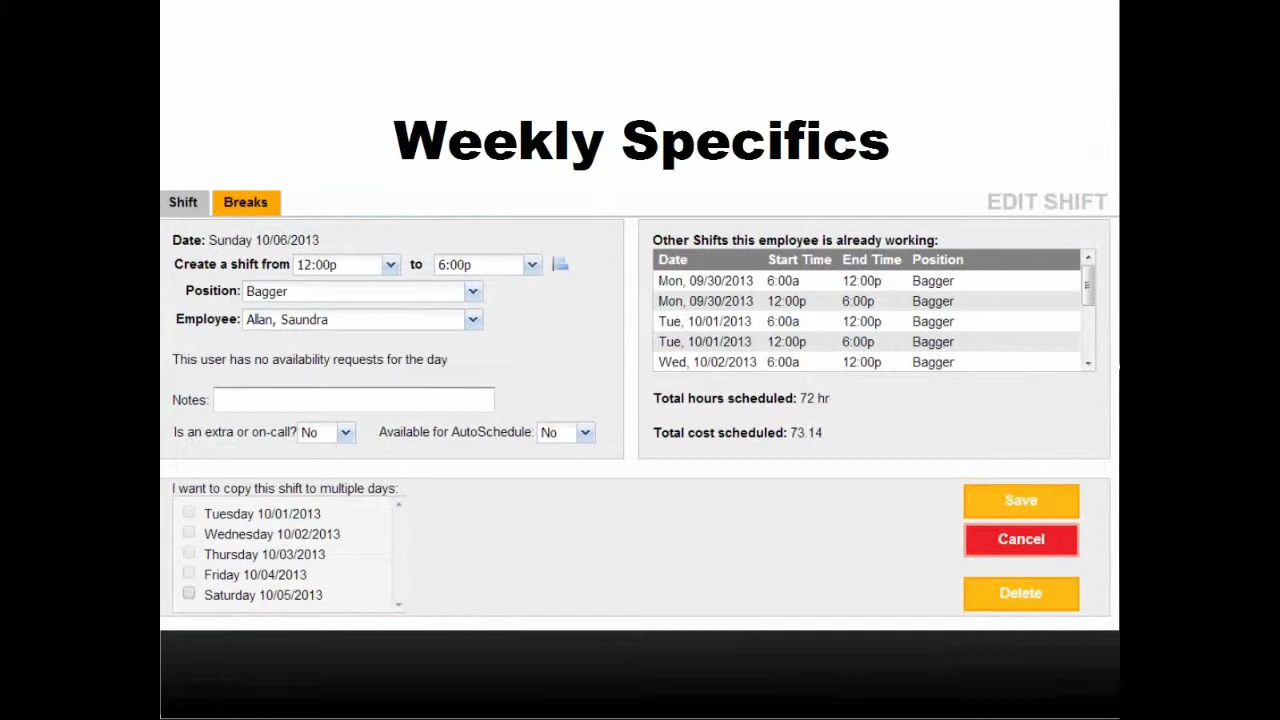 Weekly Specifics
Shift Breaks EDIT SHIFT
Date: Sunday 10/06/2013
Create a shift from 12:00p to 6:00p
Position: Bagger
Employee: Allan, Saundra
This user has no availability requests for the day
Notes:
Is an extra or on-call? No Available for AutoSchedule: No
Other Shifts this employee is already working:
Date Start Time End Time Position
Mon, 09/30/2013 6:00a 12:00p Bagger
Mon, 09/30/2013 12:00p 6:00p Bagger
Tue, 10/01/2013 6:00a 12:00p Bagger
Tue, 10/01/2013 12:00p 6:00p Bagger
Wed, 10/02/2013 6:00a 12:00p Bagger
Total hours scheduled: 72 hr
Total cost scheduled: 73.14
I want to copy this shift to multiple days:
Tuesday 10/01/2013
Wednesday 10/02/2013
Thursday 10/03/2013
Friday 10/04/2013
Saturday 10/05/2013
Save
Cancel
Delete